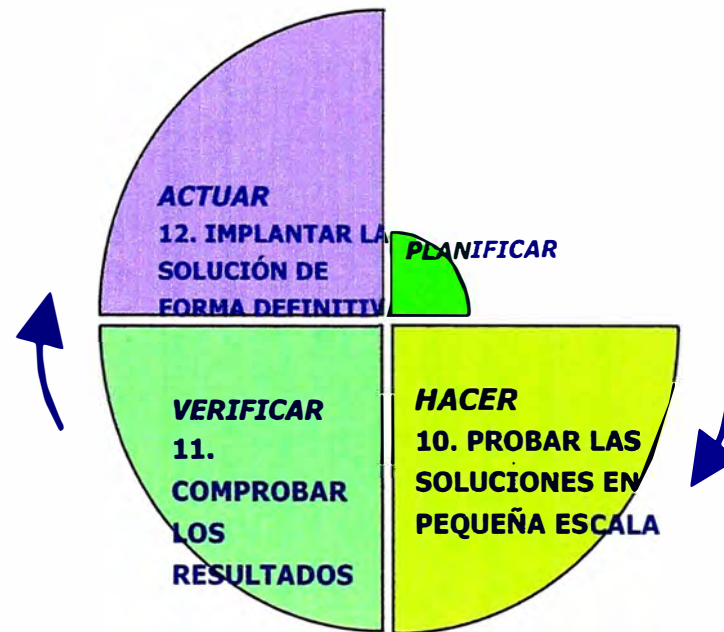 ACTUAR
12. IMPLANTAR LA
SOLUCIÓN DE
FORMA DEFINITIVA
PLANIFICAR
VERIFICAR
11.
COMPROBAR
LOS
RESULTADOS
HACER
10. PROBAR LAS
SOLUCIONES EN
PEQUEÑA ESCALA